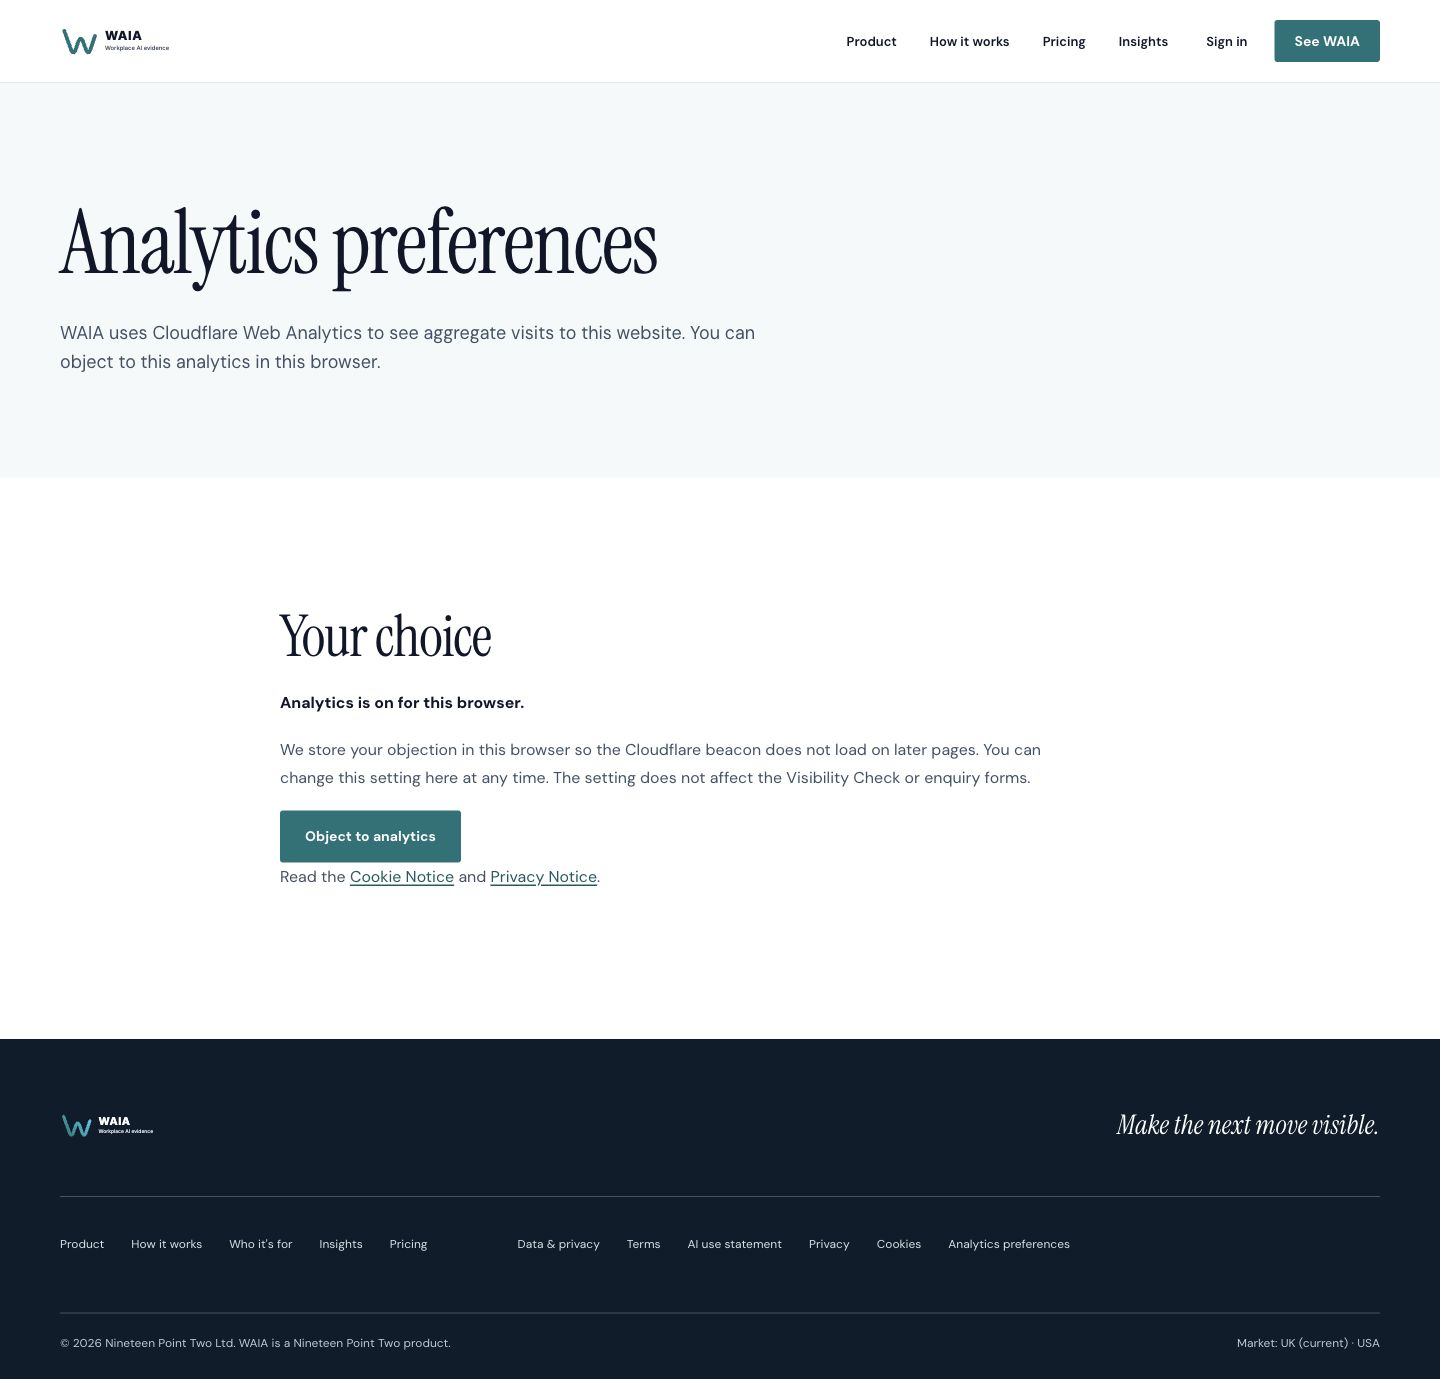 WAIA
Workplace AI evidence
Product How it works Pricing Insights Sign in See WAIA
Analytics preferences
WAIA uses Cloudflare Web Analytics to see aggregate visits to this website. You can
object to this analytics in this browser.
Your choice
Analytics is on for this browser.
We store your objection in this browser so the Cloudflare beacon does not load on later pages. You can
change this setting here at any time. The setting does not affect the Visibility Check or enquiry forms.
Object to analytics
Read the Cookie Notice and Privacy Notice.
WAIA
Workplace AI evidence
Make the next move visible.
Product How it works Who it's for Insights Pricing Data & privacy Terms AI use statement Privacy Cookies Analytics preferences
© 2026 Nineteen Point Two Ltd. WAIA is a Nineteen Point Two product. Market: UK (current) · USA